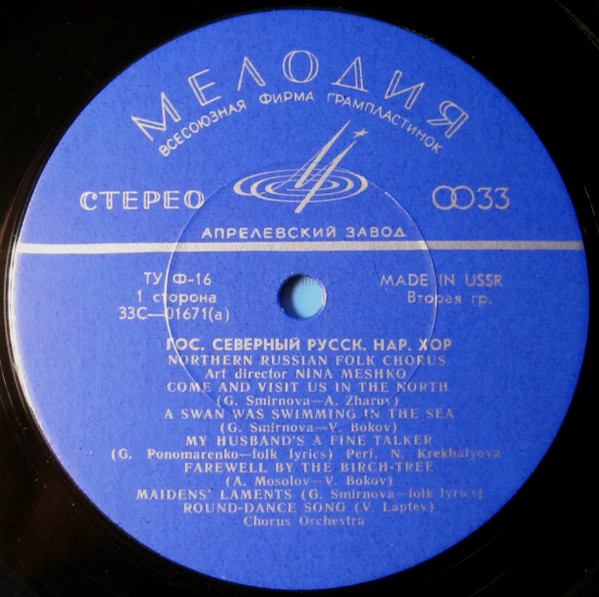 МЕЛОДИЯ
ВСЕСОЮЗНАЯ ФИРМА ГРАМПЛАСТИНОК
СТЕРЕО
33
АПРЕЛЕВСКИЙ ЗАВОД
ТУ Ф-16
MADE IN USSR
1 сторона
Вторая гр.
33С—01671(а)
ГОС. СЕВЕРНЫЙ РУССК. НАР. ХОР
NORTHERN RUSSIAN FOLK CHORUS
Art director NINA MESHKO
COME AND VISIT US IN THE NORTH
(G. Smirnova—A. Zharov)
A SWAN WAS SWIMMING IN THE SEA
(G. Smirnova—V. Bokov)
MY HUSBAND'S A FINE TALKER
(G. Ponomarenko—folk lyrics) Perf. N. Krekhalyova
FAREWELL BY THE BIRCH-TREE
(A. Mosolov—V. Bokov)
MAIDENS' LAMENTS (G. Smirnova—folk lyrics)
ROUND-DANCE SONG (V. Laptev)
Chorus Orchestra